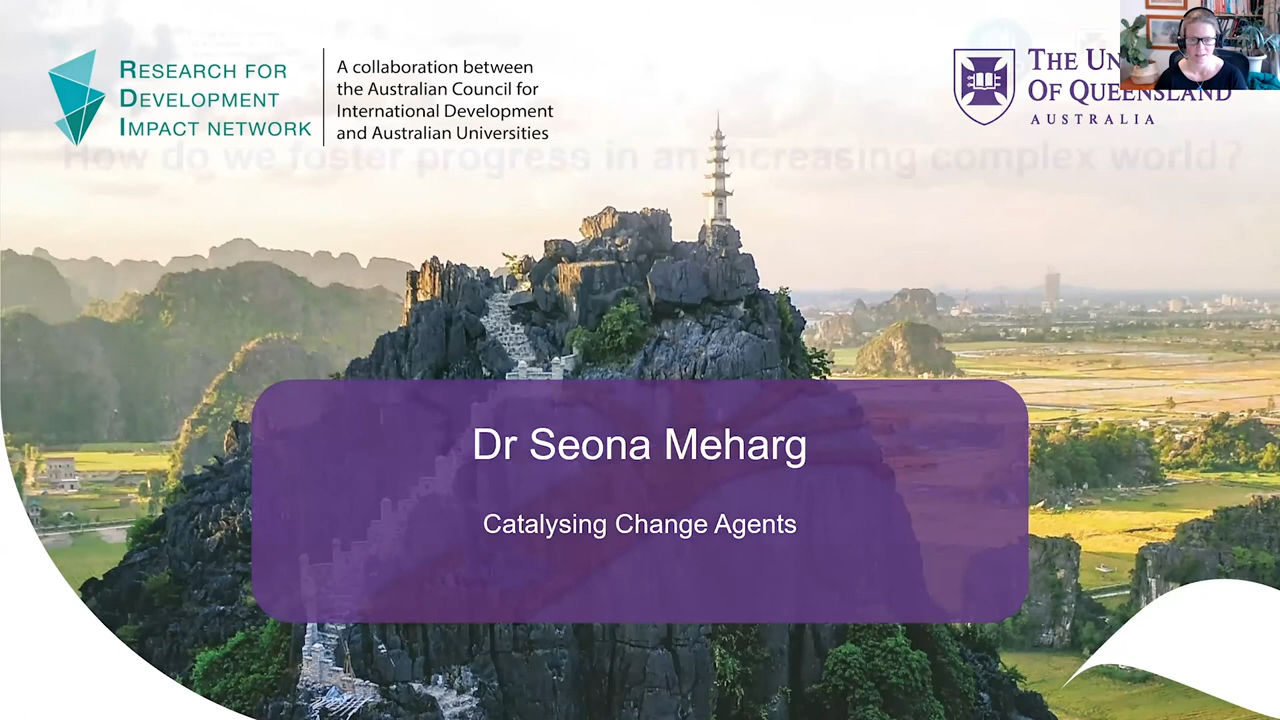 RESEARCH FOR
DEVELOPMENT
IMPACT NETWORK
A collaboration between
the Australian Council for
International Development
and Australian Universities
THE UN
OF QUEENSLAND
AUSTRALIA
How do we foster progress in an increasing complex world?
Dr Seona Meharg
Catalysing Change Agents